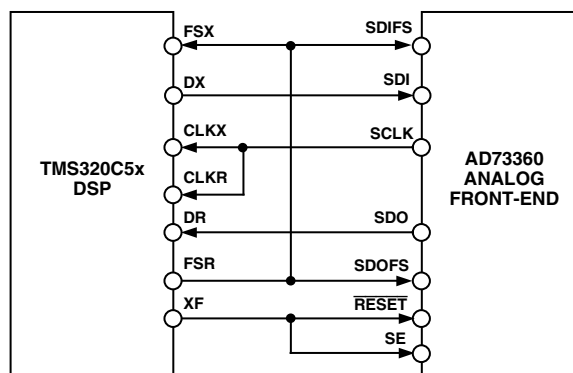 FSX
SDIFS
DX
SDI
CLKX
SCLK
TMS320C5x
DSP
AD73360
ANALOG
FRONT-END
CLKR
DR
SDO
FSR
SDOFS
XF
RESET
SE